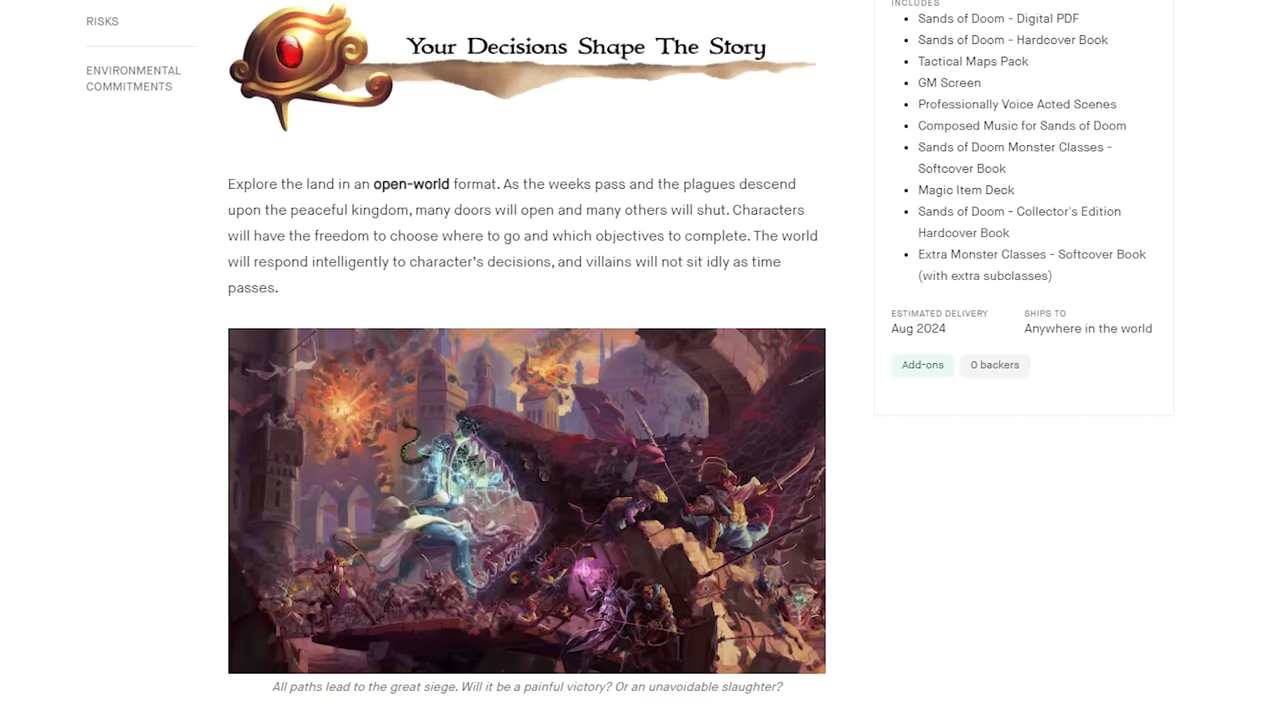 RISKS
ENVIRONMENTAL
COMMITMENTS
Your Decisions Shape The Story
Explore the land in an open-world format. As the weeks pass and the plagues descend
upon the peaceful kingdom, many doors will open and many others will shut. Characters
will have the freedom to choose where to go and which objectives to complete. The world
will respond intelligently to character's decisions, and villains will not sit idly as time
passes.
All paths lead to the great siege. Will it be a painful victory? Or an unavoidable slaughter?
INCLUDES
• Sands of Doom - Digital PDF
• Sands of Doom - Hardcover Book
• Tactical Maps Pack
• GM Screen
• Professionally Voice Acted Scenes
• Composed Music for Sands of Doom
• Sands of Doom Monster Classes -
Softcover Book
• Magic Item Deck
• Sands of Doom - Collector's Edition
Hardcover Book
• Extra Monster Classes - Softcover Book
(with extra subclasses)
ESTIMATED DELIVERY
Aug 2024
SHIPS TO
Anywhere in the world
Add-ons
0 backers